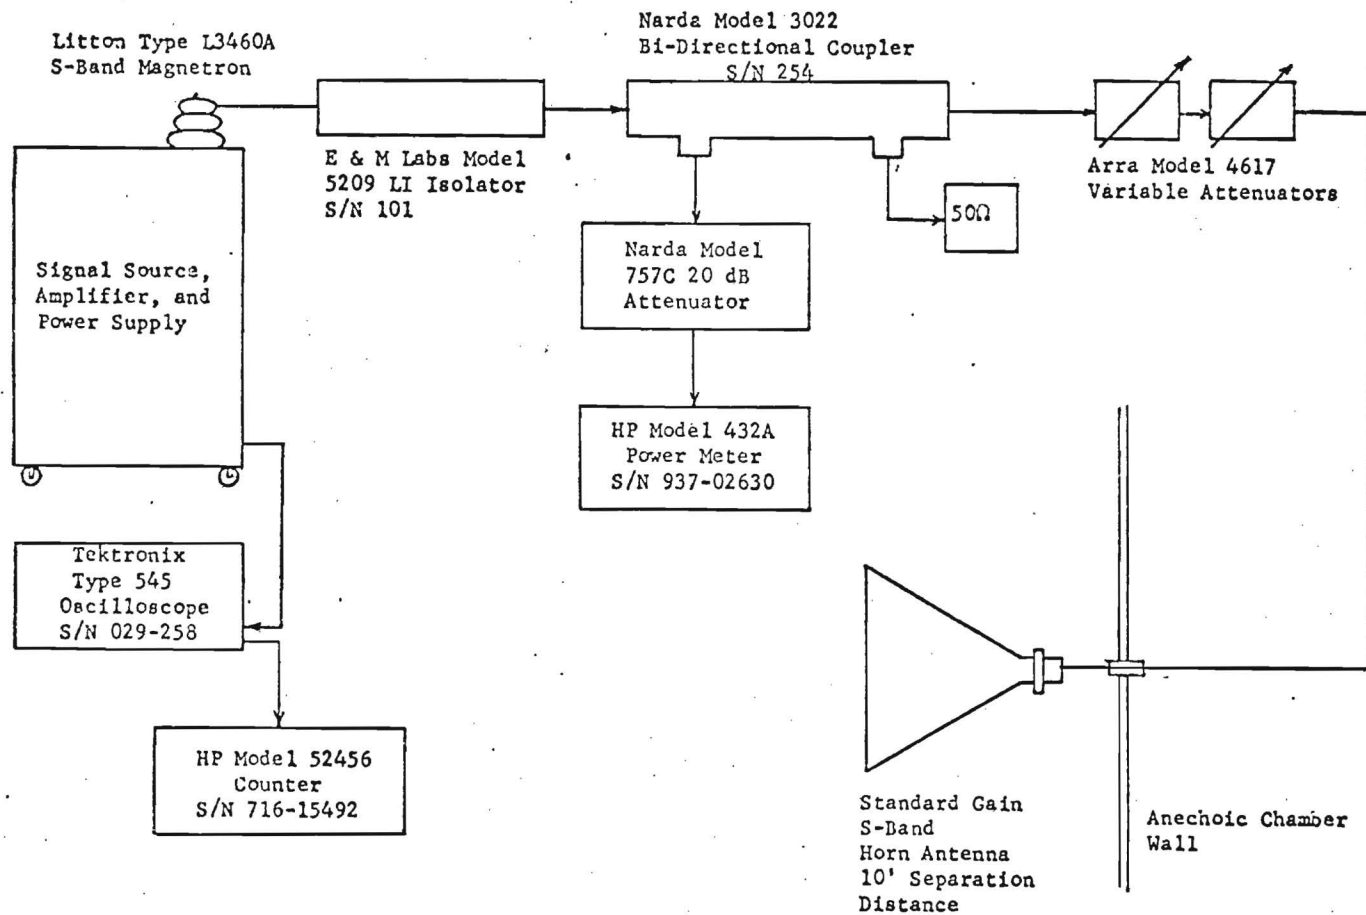 Litton Type L3460A
S-Band Magnetron
Narda Model 3022
Bi-Directional Coupler
S/N 254
E & M Labs Model
5209 LI Isolator
S/N 101
Arra Model 4617
Variable Attenuators
50Ω
Signal Source,
Amplifier, and
Power Supply
Narda Model
757C 20 dB
Attenuator
HP Model 432A
Power Meter
S/N 937-02630
Tektronix
Type 545
Oscilloscope
S/N 029-258
HP Model 52456
Counter
S/N 716-15492
Standard Gain
S-Band
Horn Antenna
10' Separation
Distance
Anechoic Chamber
Wall